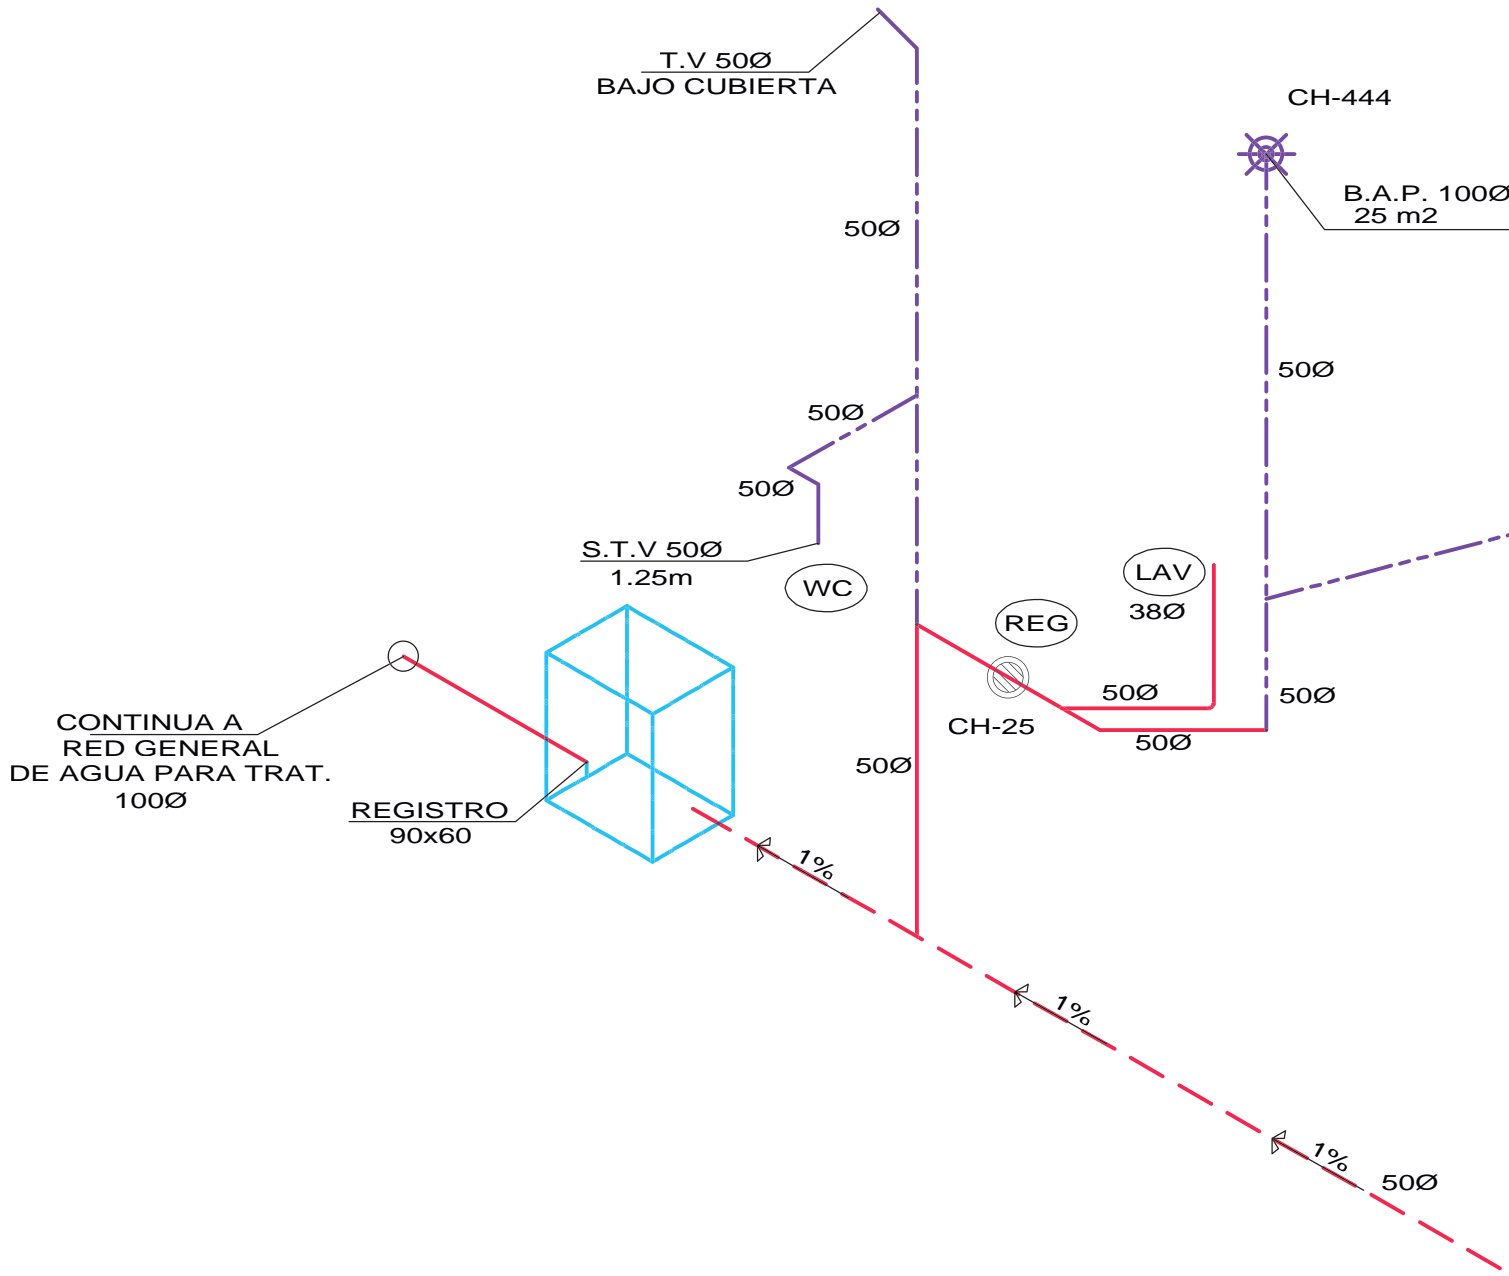 T.V 50Ø
BAJO CUBIERTA
CH-444
B.A.P. 100Ø
25 m2
50Ø
50Ø
50Ø
50Ø
S.T.V 50Ø
1.25m
WC
LAV
38Ø
REG
50Ø
50Ø
CH-25
50Ø
50Ø
CONTINUA A
RED GENERAL
DE AGUA PARA TRAT.
100Ø
REGISTRO
90x60
1%
1%
1%
50Ø